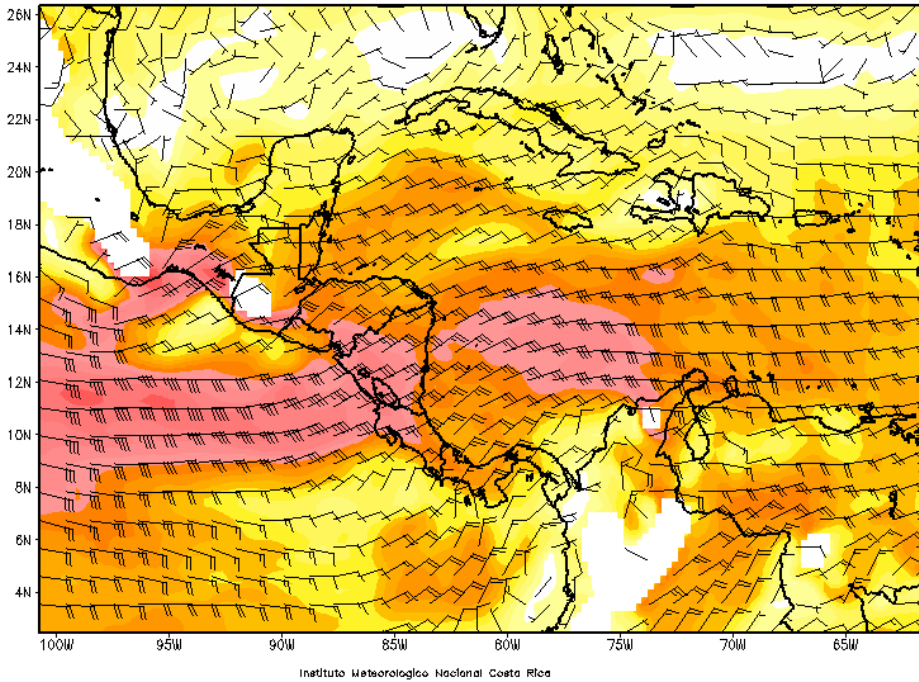 26N
24N
22N
20N
18N
16N
14N
12N
10N
8N
6N
4N
100W 95W 90W 85W 80W 75W 70W 65W
Instituto Meteorologico Nacional Costa Rica